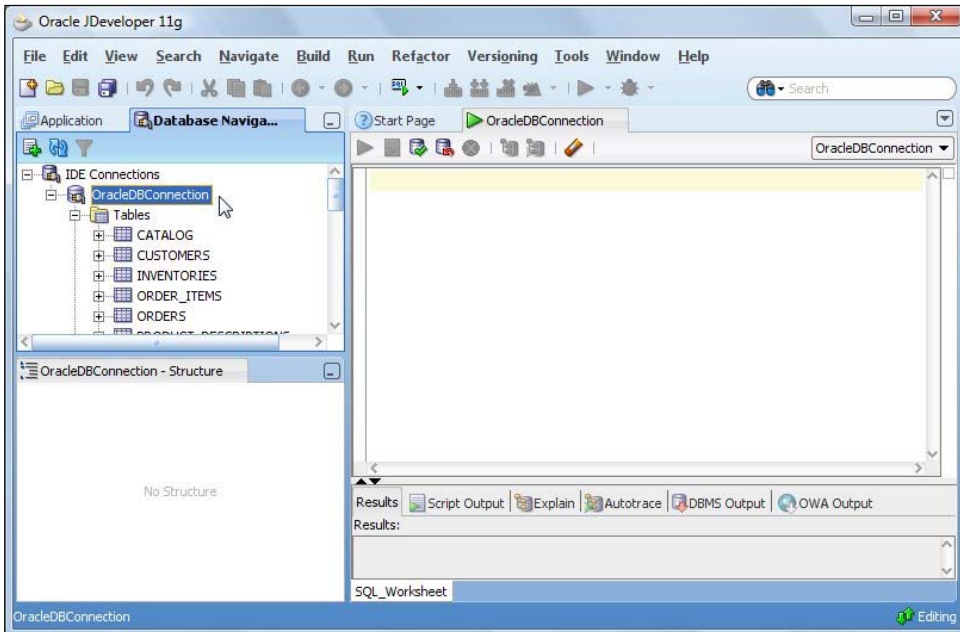 Oracle JDeveloper 11g
File Edit View Search Navigate Build Run Refactor Versioning Tools Window Help
Search
Application Database Naviga... Start Page OracleDBConnection
OracleDBConnection
IDE Connections
OracleDBConnection
Tables
CATALOG
CUSTOMERS
INVENTORIES
ORDER_ITEMS
ORDERS
PRODUCT_DESCRIPTIONS
OracleDBConnection - Structure
No Structure
Results Script Output Explain Autotrace DBMS Output OWA Output
Results:
SQL_Worksheet
OracleDBConnection Editing